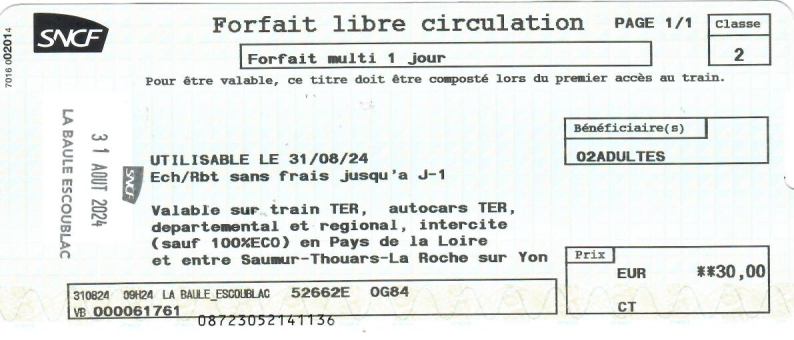 7016 002014
SNCF
Forfait libre circulation
PAGE 1/1
Classe
2
Forfait multi 1 jour
Pour être valable, ce titre doit être composté lors du premier accès au train.
LA BAULE ESCOUBLAC
31 AOUT 2024
SNCF
Bénéficiaire(s)
02ADULTES
UTILISABLE LE 31/08/24
Ech/Rbt sans frais jusqu'a J-1
Valable sur train TER, autocars TER,
departemental et regional, intercite
(sauf 100%ECO) en Pays de la Loire
et entre Saumur-Thouars-La Roche sur Yon
Prix
EUR **30,00
CT
310824 09H24 LA BAULE_ESCOUBLAC 52662E 0G84
VB 000061761
08723052141136